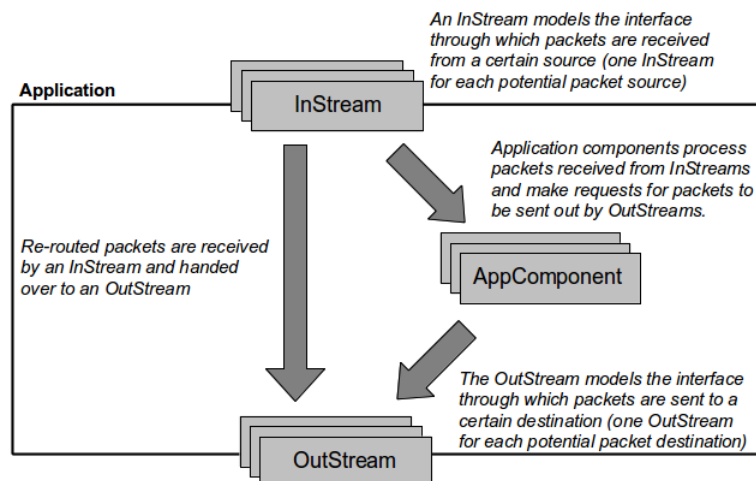 An InStream models the interface
through which packets are received
from a certain source (one InStream
for each potential packet source)
Application
InStream
Application components process
packets received from InStreams
and make requests for packets to
be sent out by OutStreams.
Re-routed packets are received
by an InStream and handed
over to an OutStream
AppComponent
The OutStream models the interface
through which packets are sent to a
certain destination (one OutStream
for each potential packet destination)
OutStream